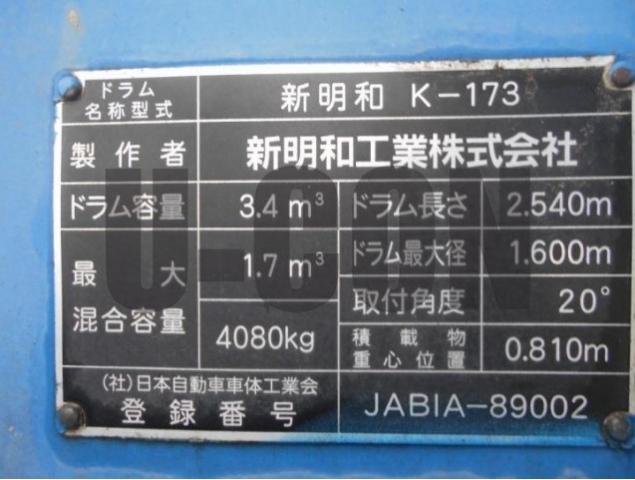 ドラム
名称型式
新明和 K-173
製作者
新明和工業株式会社
ドラム容量
3.4 m³
ドラム長さ
2.540m
最大
混合容量
1.7 m³
4080kg
ドラム最大径
1.600m
取付角度
20°
積載物
重心位置
0.810m
(社)日本自動車車体工業会
登録番号
JABIA-89002
U-CON